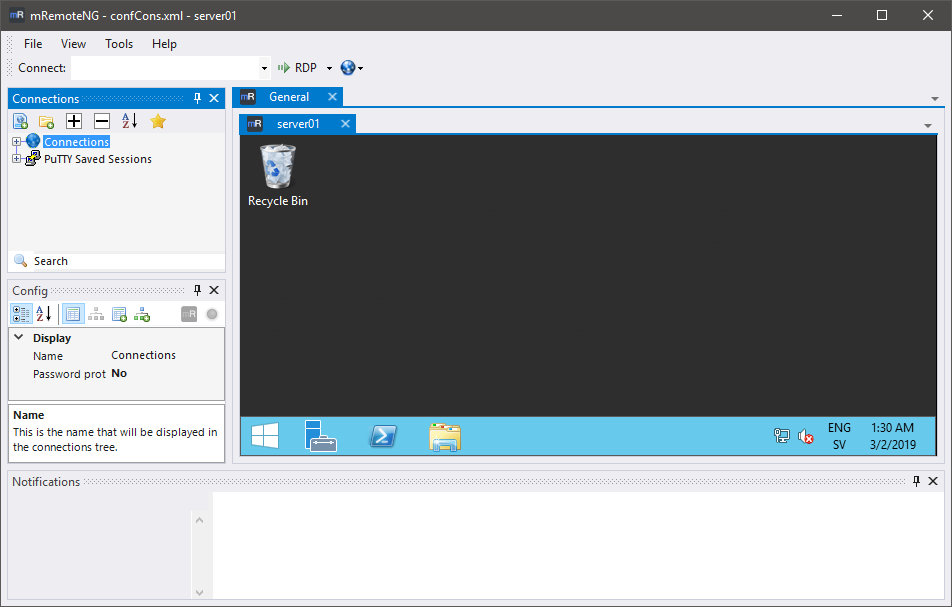 mR mRemoteNG - confCons.xml - server01
File View Tools Help
Connect: RDP
Connections
A Z
Connections
PuTTY Saved Sessions
Search
Config
A Z mR
Display
Name Connections
Password prot No
Name
This is the name that will be displayed in
the connections tree.
mR General
mR server01
Recycle Bin
ENG 1:30 AM
SV 3/2/2019
Notifications